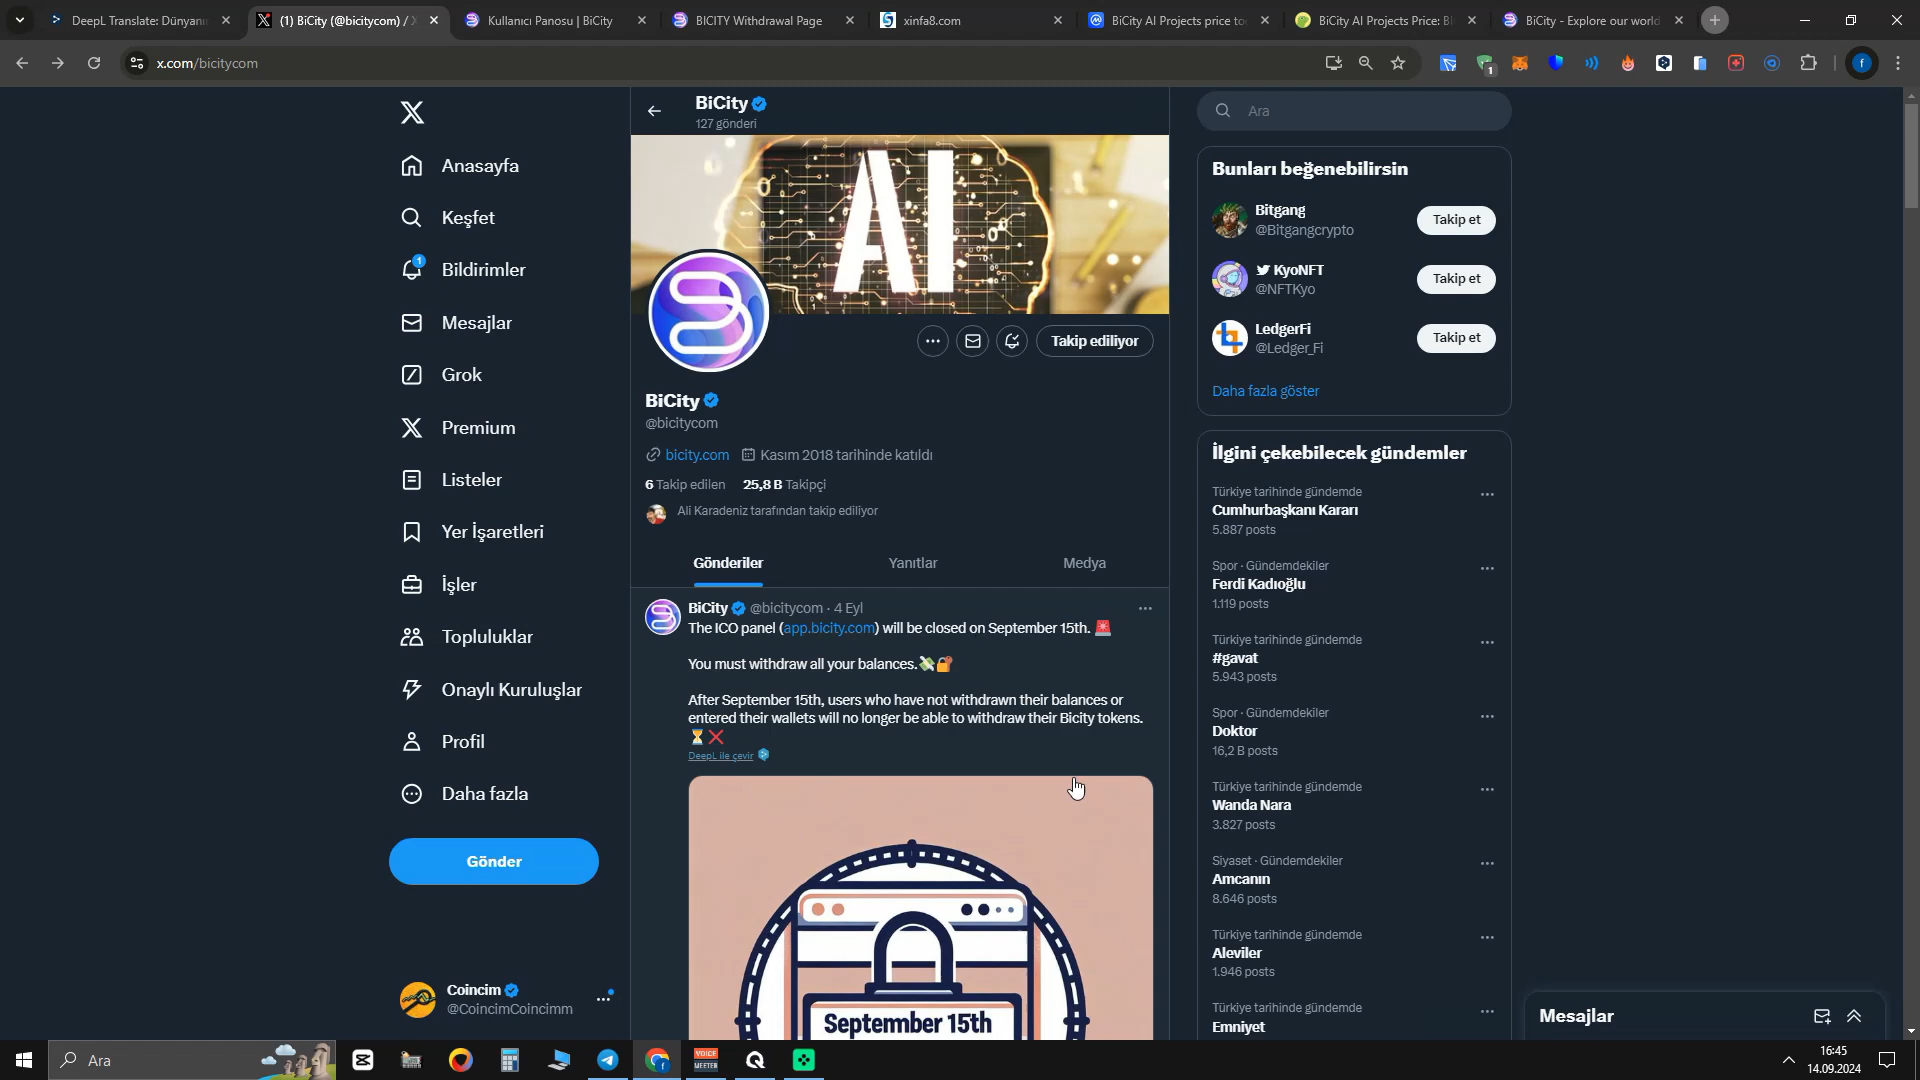 DeepL Translate: Dünyanı
(1) BiCity (@bicitycom) / X
Kullanıcı Panosu | BiCity
BICITY Withdrawal Page
xinfa8.com
BiCity AI Projects price to
BiCity AI Projects Price: B
BiCity - Explore our world
x.com/bicitycom
1
f
Anasayfa
Keşfet
1
Bildirimler
Mesajlar
Grok
Premium
Listeler
Yer İşaretleri
İşler
Topluluklar
Onaylı Kuruluşlar
Profil
Daha fazla
Gönder
Coincim
@CoincimCoincimm
BiCity
127 gönderi
AI
Takip ediliyor
BiCity
@bicitycom
bicity.com Kasım 2018 tarihinde katıldı
6 Takip edilen 25,8 B Takipçi
Ali Karadeniz tarafından takip ediliyor
Gönderiler Yanıtlar Medya
BiCity @bicitycom · 4 Eyl
The ICO panel (app.bicity.com) will be closed on September 15th. 🚨
You must withdraw all your balances.💸🔐
After September 15th, users who have not withdrawn their balances or
entered their wallets will no longer be able to withdraw their Bicity tokens.
⏳❌
DeepL ile çevir
September 15th
Ara
Bunları beğenebilirsin
Bitgang
@Bitgangcrypto
Takip et
KyoNFT
@NFTKyo
Takip et
LedgerFi
@Ledger_Fi
Takip et
Daha fazla göster
İlgini çekebilecek gündemler
Türkiye tarihinde gündemde
Cumhurbaşkanı Kararı
5.887 posts
Spor · Gündemdekiler
Ferdi Kadıoğlu
1.119 posts
Türkiye tarihinde gündemde
#gavat
5.943 posts
Spor · Gündemdekiler
Doktor
16,2 B posts
Türkiye tarihinde gündemde
Wanda Nara
3.827 posts
Siyaset · Gündemdekiler
Amcanın
8.646 posts
Türkiye tarihinde gündemde
Aleviler
1.946 posts
Türkiye tarihinde gündemde
Emniyet
Mesajlar
Ara
VOICE
MEETER
16:45
14.09.2024